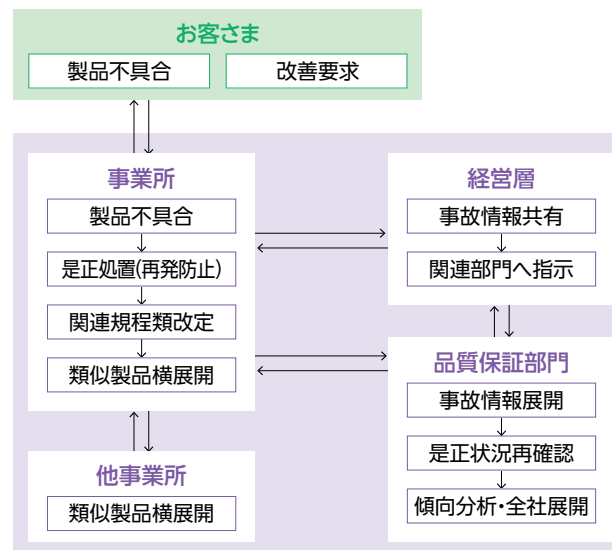 お客さま
製品不具合
改善要求
事業所
製品不具合
是正処置(再発防止)
関連規程類改定
類似製品横展開
他事業所
類似製品横展開
経営層
事故情報共有
関連部門へ指示
品質保証部門
事故情報展開
是正状況再確認
傾向分析・全社展開